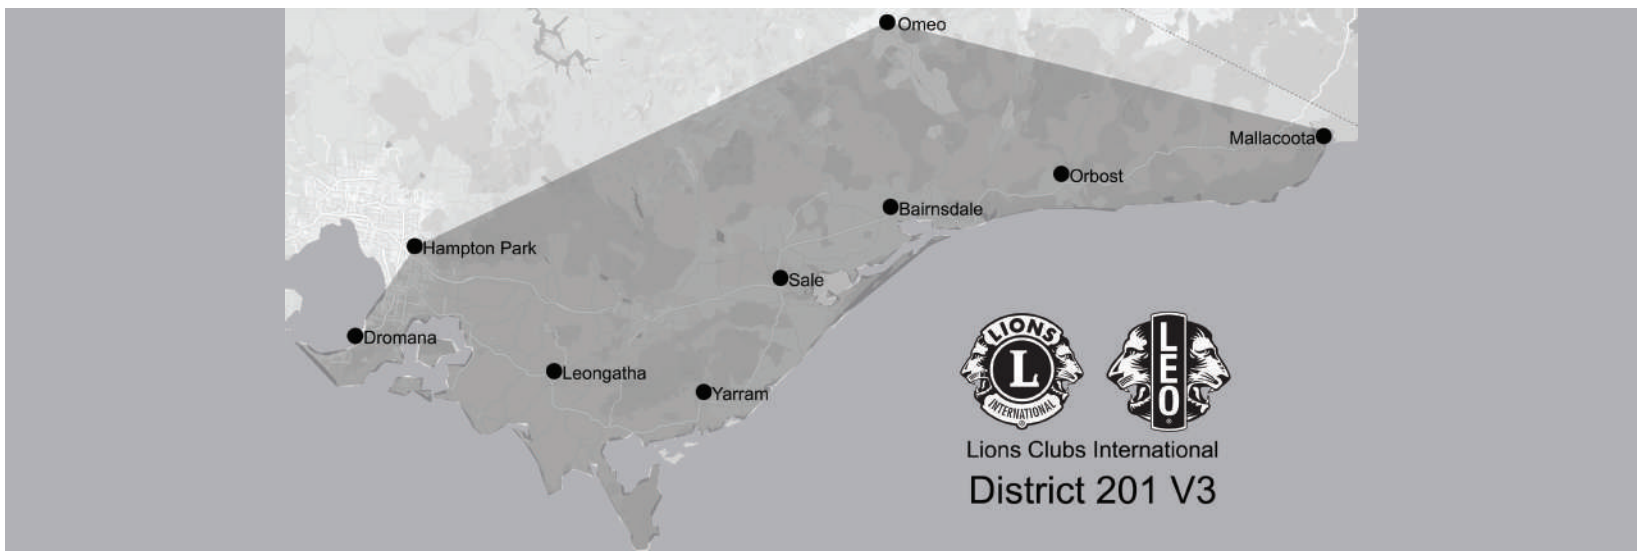 Omeo
Mallacoota
Orbost
Bairnsdale
Hampton Park
Sale
Dromana
Leongatha
Yarram
LIONS
L
INTERNATIONAL
®
LEO
®
Lions Clubs International
District 201 V3